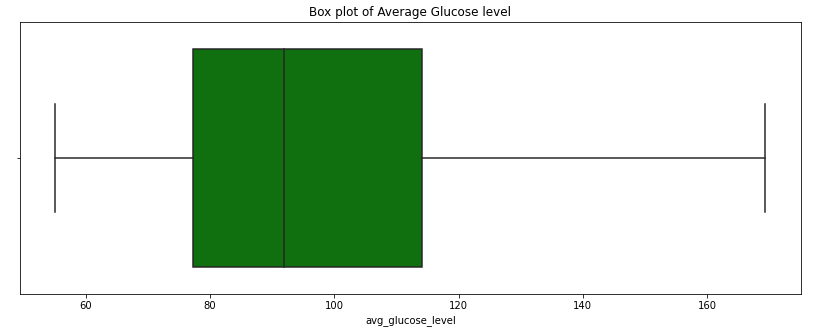 Box plot of Average Glucose level
60 80 100 120 140 160
avg_glucose_level